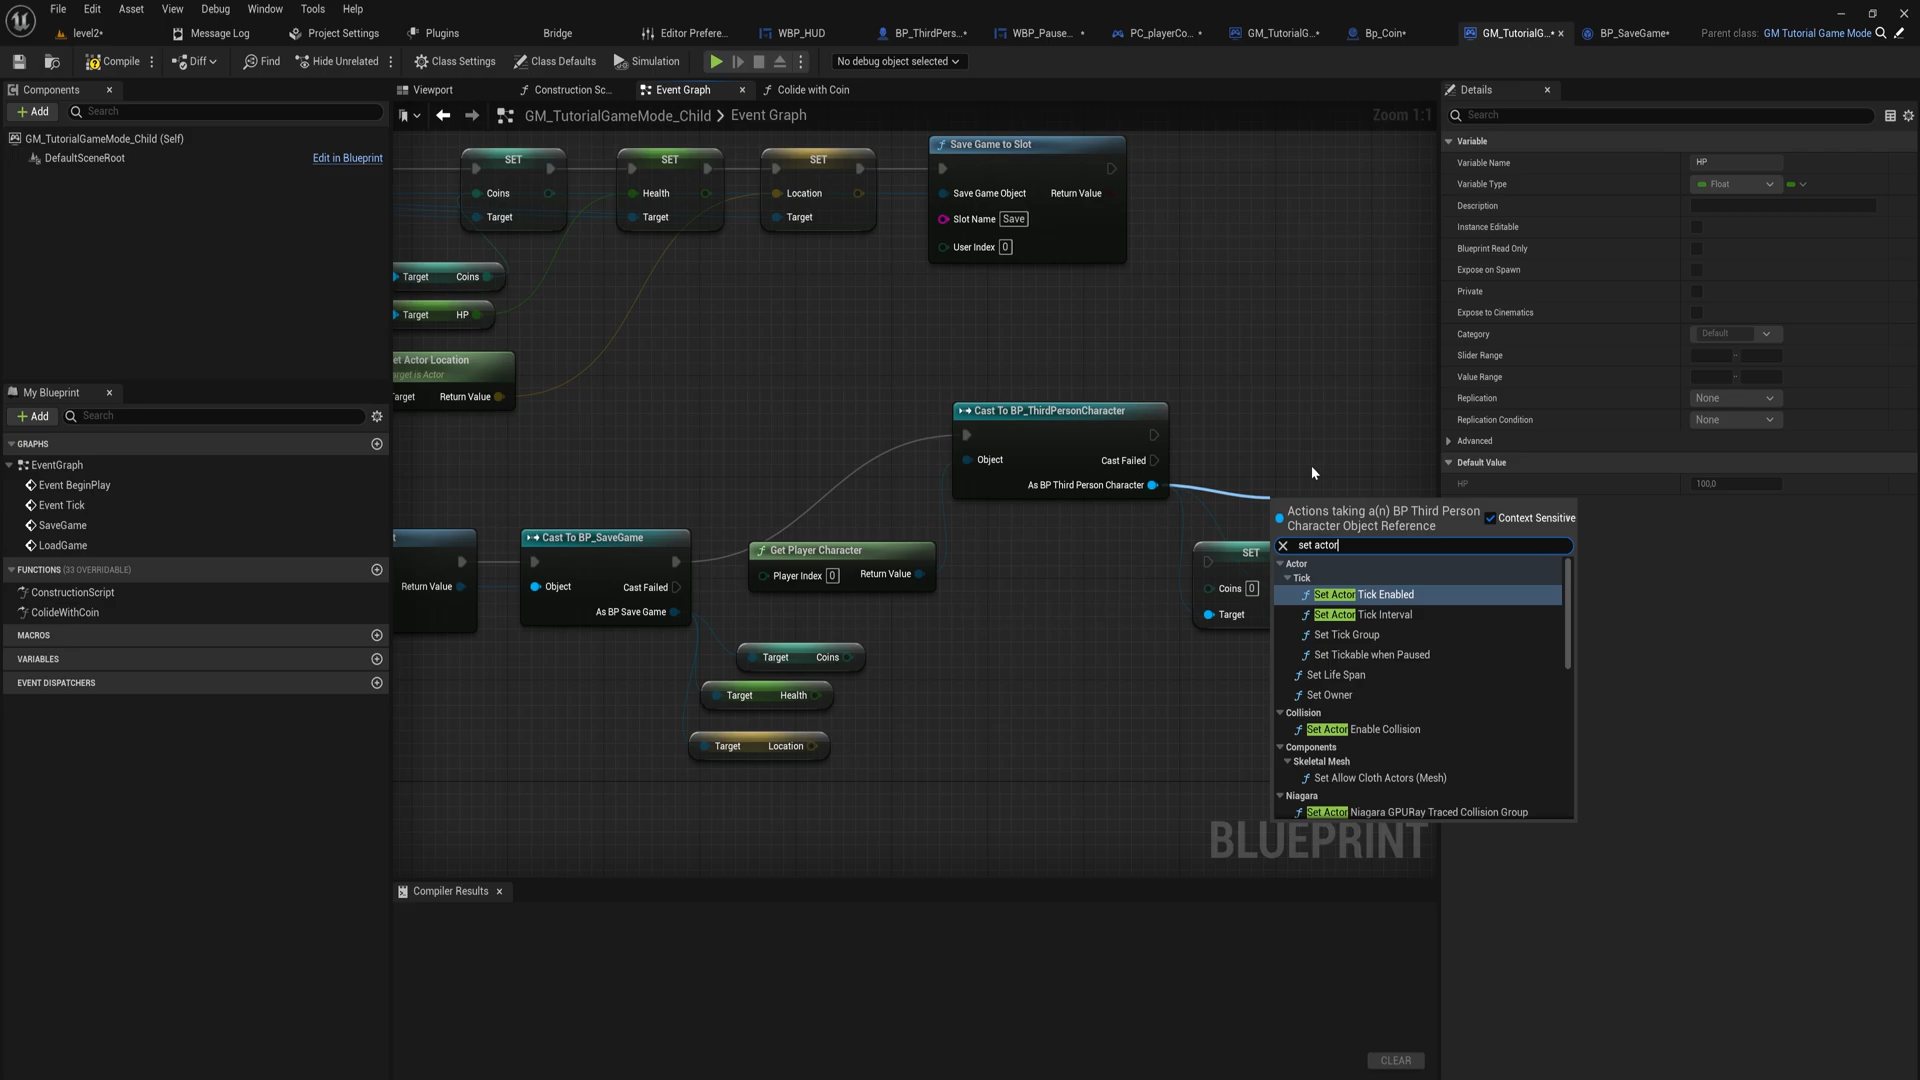 File Edit Asset View Debug Window Tools Help
level2* Message Log Project Settings Plugins Bridge Editor Prefere... WBP_HUD BP_ThirdPers...* WBP_Pause... * PC_playerCo... * GM_TutorialG...* Bp_Coin* GM_TutorialG...* BP_SaveGame* Parent class: GM Tutorial Game Mode
Compile Diff Find Hide Unrelated Class Settings Class Defaults Simulation No debug object selected
Components
Add Search
GM_TutorialGameMode_Child (Self)
DefaultSceneRoot Edit in Blueprint
My Blueprint
Add Search
GRAPHS
EventGraph
Event BeginPlay
Event Tick
SaveGame
LoadGame
FUNCTIONS (33 OVERRIDABLE)
ConstructionScript
ColideWithCoin
MACROS
VARIABLES
EVENT DISPATCHERS
Viewport Construction Sc... Event Graph Colide with Coin
GM_TutorialGameMode_Child > Event Graph Zoom 1:1
SET
Coins
Target
SET
Health
Target
SET
Location
Target
Save Game to Slot
Save Game Object Return Value
Slot Name Save
User Index 0
Target Coins
Target HP
et Actor Location
arget is Actor
arget Return Value
Cast To BP_ThirdPersonCharacter
Object Cast Failed
As BP Third Person Character
t
Return Value
Cast To BP_SaveGame
Object Cast Failed
As BP Save Game
Get Player Character
Player Index 0 Return Value
Target Coins
Target Health
Target Location
SET
Coins 0
Target
Actions taking a(n) BP Third Person
Character Object Reference
Context Sensitive
set actor
Actor
Tick
Set Actor Tick Enabled
Set Actor Tick Interval
Set Tick Group
Set Tickable when Paused
Set Life Span
Set Owner
Collision
Set Actor Enable Collision
Components
Skeletal Mesh
Set Allow Cloth Actors (Mesh)
Niagara
Set Actor Niagara GPURay Traced Collision Group
BLUEPRINT
Compiler Results
CLEAR
Details
Search
Variable
Variable Name HP
Variable Type Float
Description
Instance Editable
Blueprint Read Only
Expose on Spawn
Private
Expose to Cinematics
Category Default
Slider Range
Value Range
Replication None
Replication Condition None
Advanced
Default Value
HP 100,0